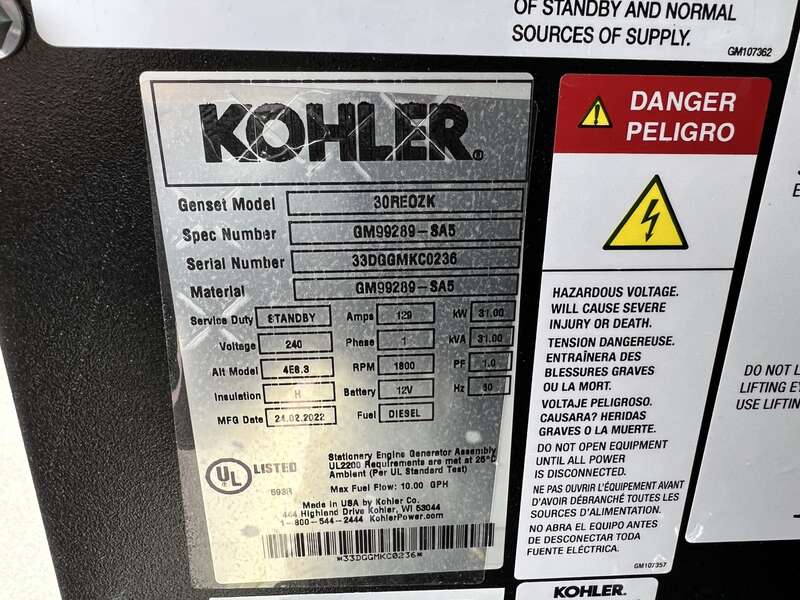 OF STANDBY AND NORMAL
SOURCES OF SUPPLY.
GM107362
KOHLER®
Genset Model 30REOZK
Spec Number GM99289-SA5
Serial Number 33DGGMKC0236
Material GM99289-SA5
Service Duty STANDBY Amps 129 kW 31.00
Voltage 240 Phase 1 kVA 31.00
Alt Model 4E8.3 RPM 1800 PF 1.0
Insulation H Battery 12V Hz 60
MFG Date 24.02.2022 Fuel DIESEL
UL LISTED
593R
Stationery Engine Generator Assembly
UL2200 Requirements are met at 25°C
Ambient (Per UL Standard Test)
Max Fuel Flow: 10.00 GPH
Made in USA by Kohler Co.
444 Highland Drive Kohler, WI 53044
1-800-544-2444 KohlerPower.com
*33DGGMKC0236*
DANGER
PELIGRO
HAZARDOUS VOLTAGE.
WILL CAUSE SEVERE
INJURY OR DEATH.
TENSION DANGEREUSE.
ENTRAÎNERA DES
BLESSURES GRAVES
OU LA MORT.
VOLTAJE PELIGROSO.
CAUSARA? HERIDAS
GRAVES O LA MUERTE.
DO NOT OPEN EQUIPMENT
UNTIL ALL POWER
IS DISCONNECTED.
NE PAS OUVRIR L'ÉQUIPEMENT AVANT
D'AVOIR DÉBRANCHÉ TOUTES LES
SOURCES D'ALIMENTATION.
NO ABRA EL EQUIPO ANTES
DE DESCONECTAR TODA
FUENTE ELÉCTRICA.
GM107357
KOHLER
DO NOT L
LIFTING EY
USE LIFTIN